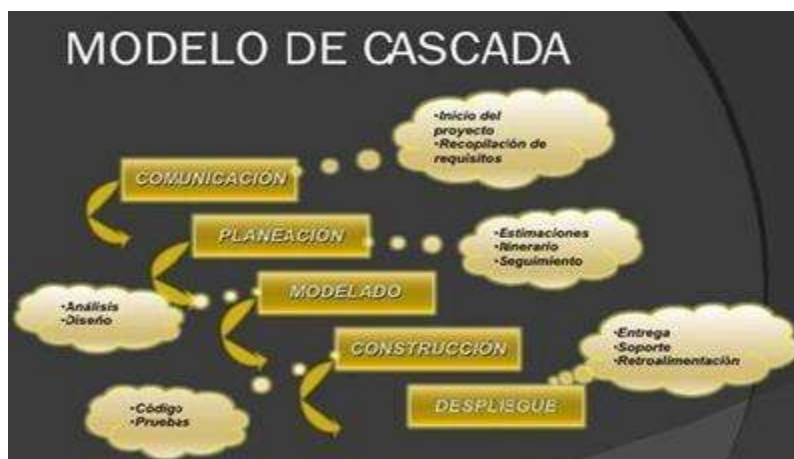 MODELO DE CASCADA
•Inicio del
proyecto
•Recopilación de
requisitos
COMUNICACIÓN
PLANEACIÓN
•Estimaciones
•Itinerario
•Seguimiento
MODELADO
•Análisis
•Diseño
CONSTRUCCIÓN
•Entrega
•Soporte
•Retroalimentación
DESPLIEGUE
•Código
•Pruebas